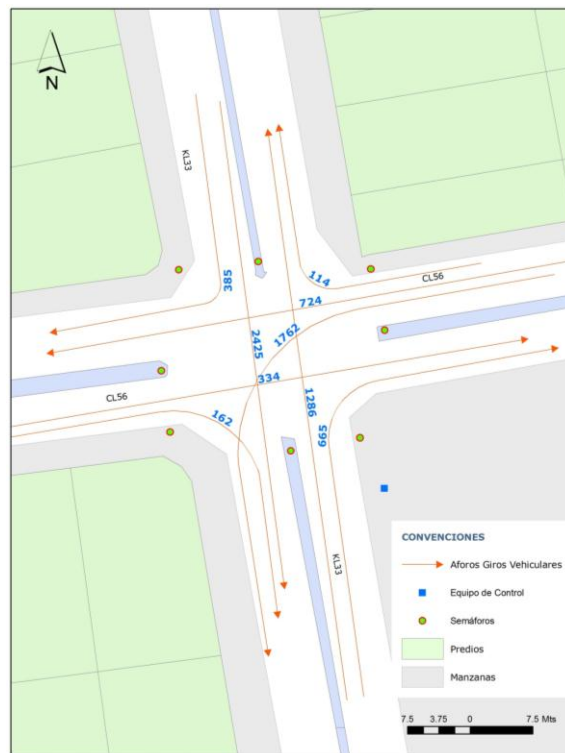 N
KL33
385
114
CL56
724
1762
2425
334
1286
CL56
162
599
KL33
CONVENCIONES
Aforos Giros Vehiculares
Equipo de Control
Semáforos
Predios
Manzanas
7.5 3.75 0 7.5 Mts